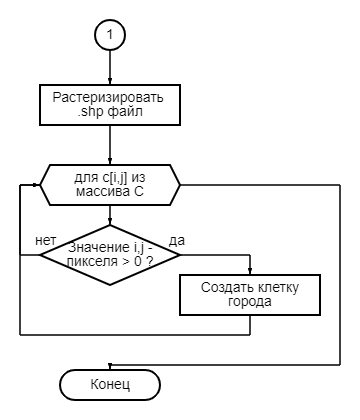 1
Растеризировать
.shp файл
для c[i,j] из
массива C
нет
да
Значение i,j -
пикселя > 0 ?
Создать клетку
города
Конец